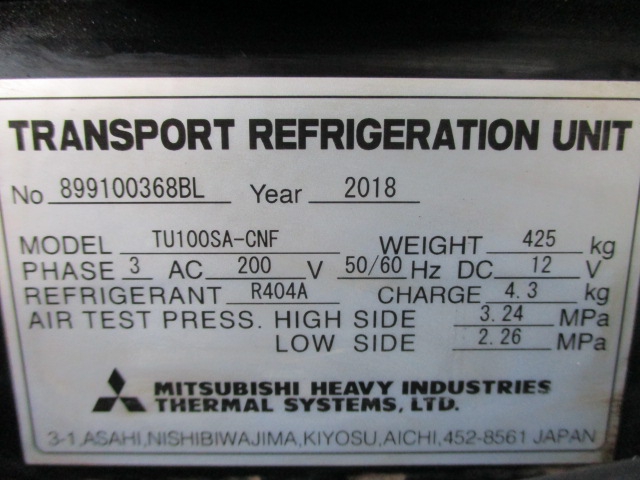 TRANSPORT REFRIGERATION UNIT
No 899100368BL Year 2018
MODEL TU100SA-CNF WEIGHT 425 kg
PHASE 3 AC 200 V 50/60 Hz DC 12 V
REFRIGERANT R404A CHARGE 4.3 kg
AIR TEST PRESS. HIGH SIDE 3.24 MPa
LOW SIDE 2.26 MPa
MITSUBISHI HEAVY INDUSTRIES
THERMAL SYSTEMS, LTD.
3-1,ASAHI,NISHIBIWAJIMA,KIYOSU,AICHI,452-8561 JAPAN